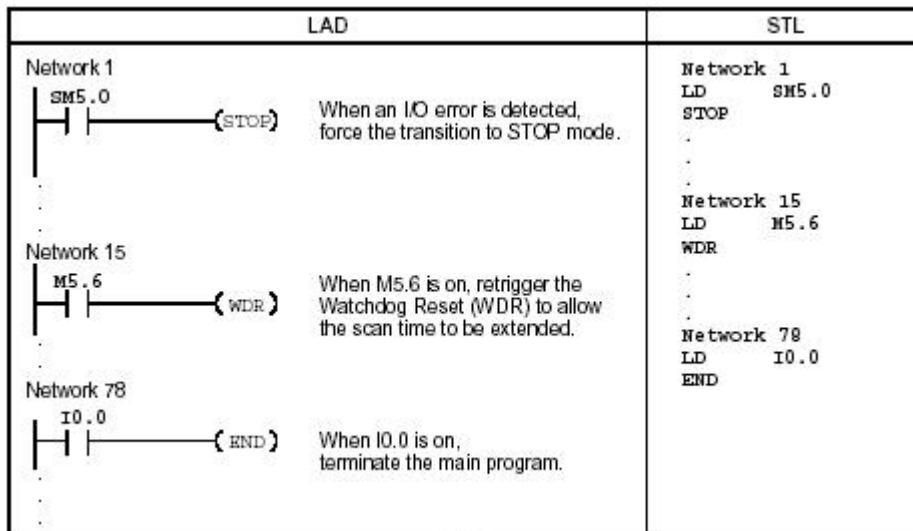 LAD
STL
Network 1
SM5.0
STOP
When an I/O error is detected,
force the transition to STOP mode.
.
.
.
Network 15
M5.6
WDR
When M5.6 is on, retrigger the
Watchdog Reset (WDR) to allow
the scan time to be extended.
.
.
Network 78
I0.0
END
When I0.0 is on,
terminate the main program.
.
.
.
Network 1
LD SM5.0
STOP
.
.
.
Network 15
LD M5.6
WDR
.
.
.
Network 78
LD I0.0
END